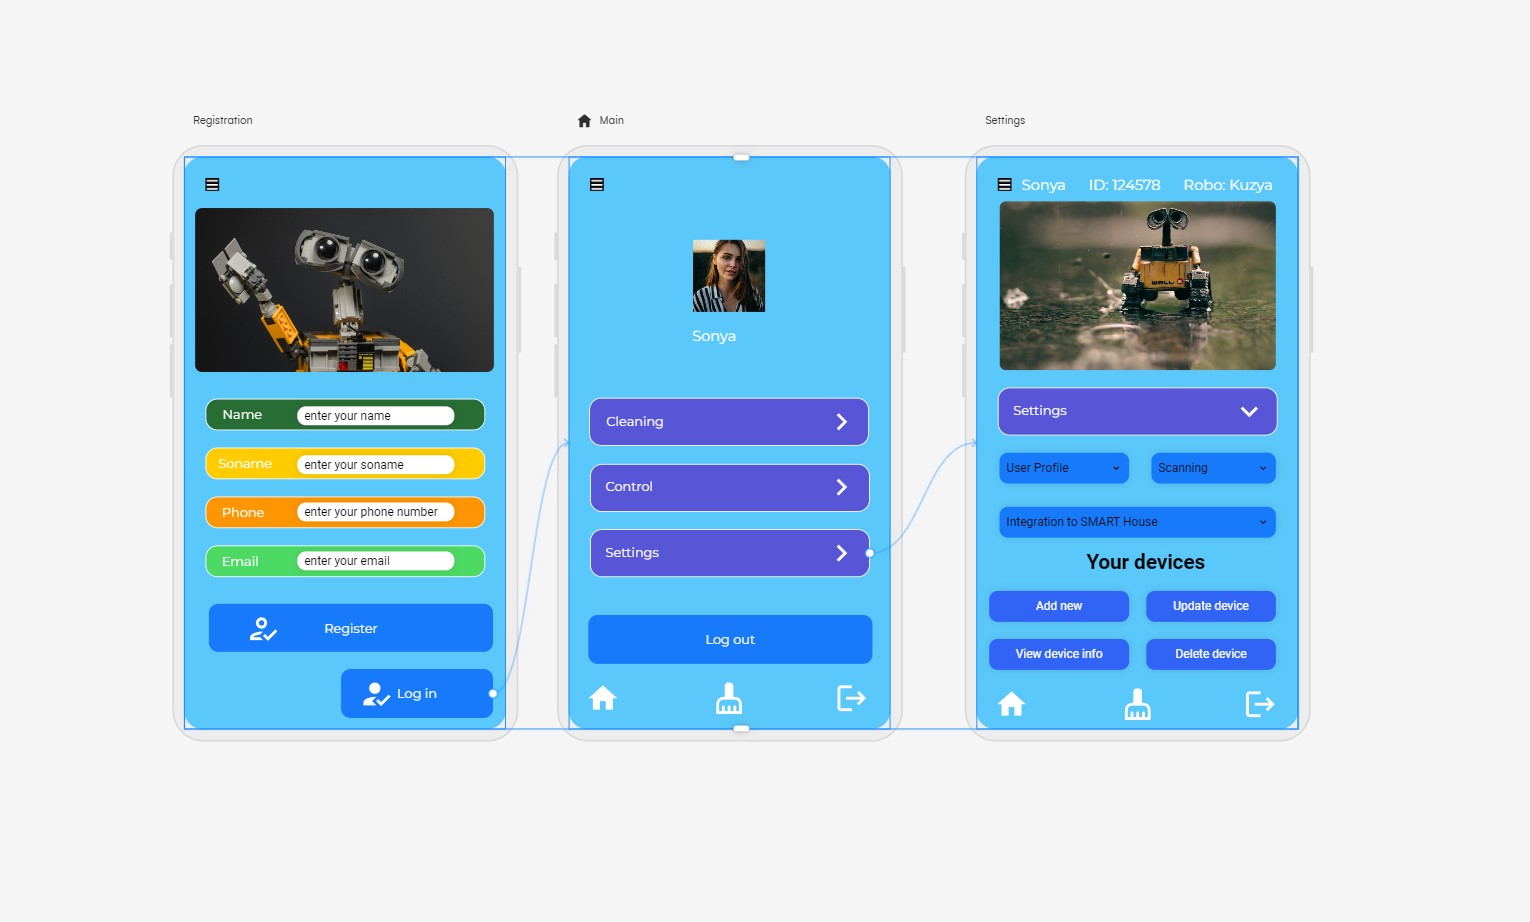 Registration
Main
Settings
Name
enter your name
Soname
enter your soname
Phone
enter your phone number
Email
enter your email
Register
Log in
Sonya
Cleaning
Control
Settings
Log out
Sonya ID: 124578 Robo: Kuzya
WALL
Settings
User Profile
Scanning
Integration to SMART House
Your devices
Add new
Update device
View device info
Delete device